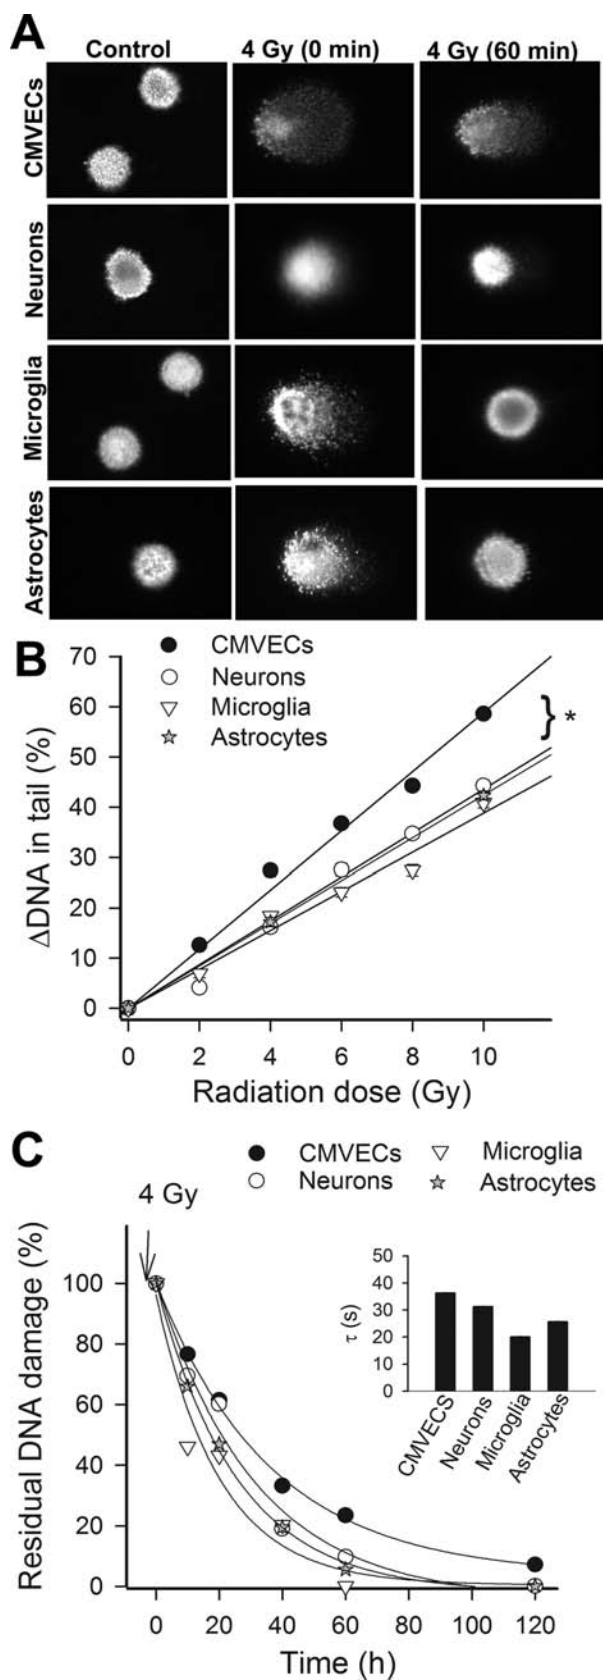 A
Control 4 Gy (0 min) 4 Gy (60 min)
CMVECs
Neurons
Microglia
Astrocytes
B
CMVECs
Neurons
Microglia
Astrocytes
ΔDNA in tail (%)
70
60
50
40
30
20
10
0
*
0 2 4 6 8 10
Radiation dose (Gy)
C
CMVECs Microglia
Neurons Astrocytes
4 Gy
Residual DNA damage (%)
100
80
60
40
20
0
τ (s)
50
40
30
20
10
0
CMVECS
Neurons
Microglia
Astrocytes
0 20 40 60 80 100 120
Time (h)